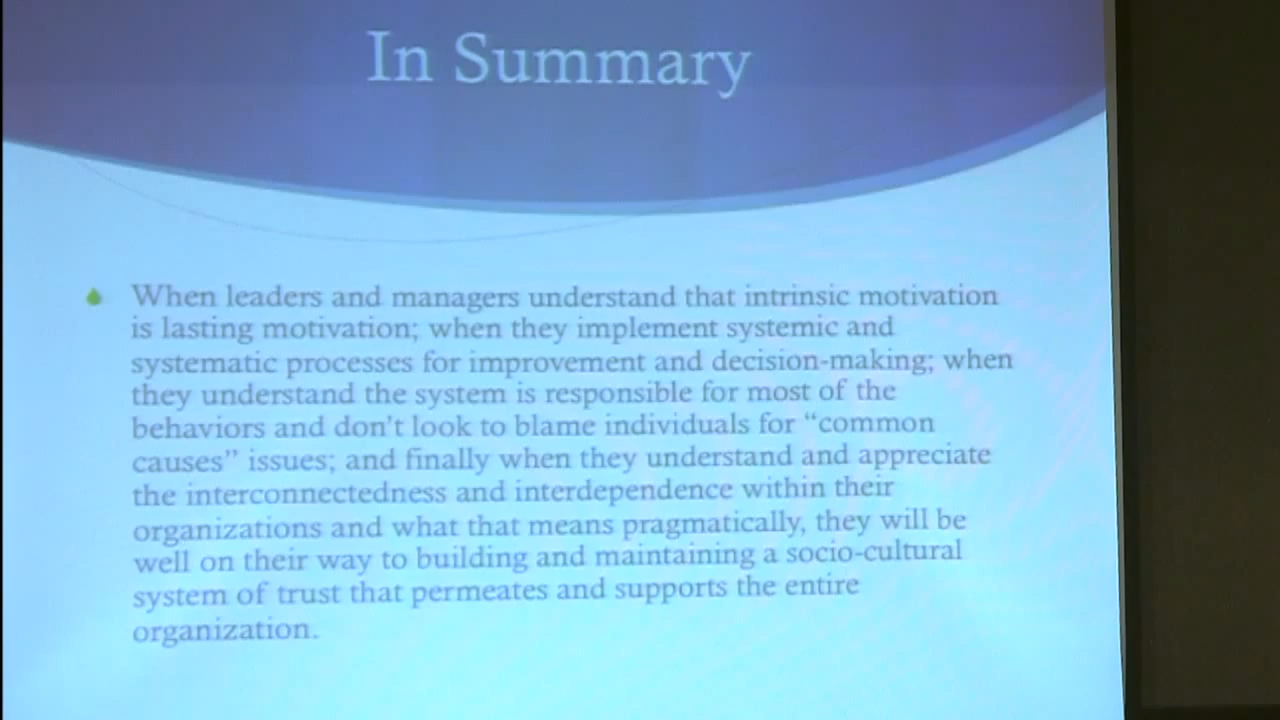 In Summary
When leaders and managers understand that intrinsic motivation
is lasting motivation; when they implement systemic and
systematic processes for improvement and decision-making; when
they understand the system is responsible for most of the
behaviors and don't look to blame individuals for “common
causes” issues; and finally when they understand and appreciate
the interconnectedness and interdependence within their
organizations and what that means pragmatically, they will be
well on their way to building and maintaining a socio-cultural
system of trust that permeates and supports the entire
organization.